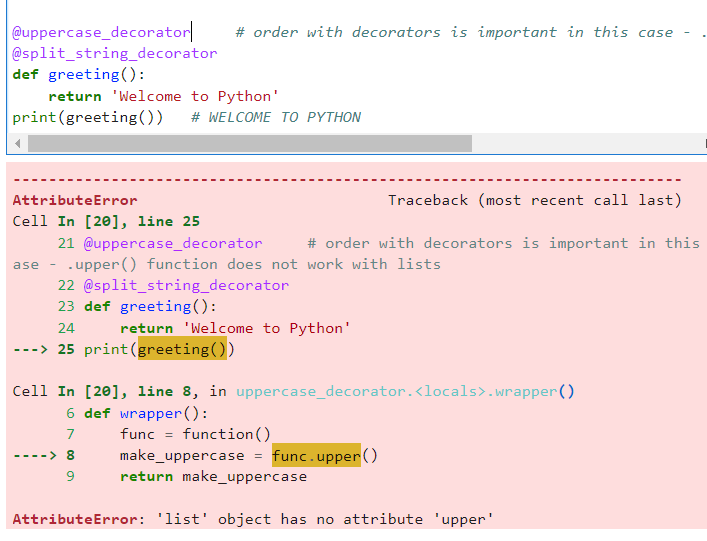 @uppercase_decorator     # order with decorators is important in this case - .
@split_string_decorator
def greeting():
    return 'Welcome to Python'
print(greeting())   # WELCOME TO PYTHON
---------------------------------------------------------------------------
AttributeError                            Traceback (most recent call last)
Cell In [20], line 25
     21 @uppercase_decorator     # order with decorators is important in this
ase - .upper() function does not work with lists
     22 @split_string_decorator
     23 def greeting():
     24     return 'Welcome to Python'
---> 25 print(greeting())
Cell In [20], line 8, in uppercase_decorator.<locals>.wrapper()
      6 def wrapper():
      7     func = function()
----> 8     make_uppercase = func.upper()
      9     return make_uppercase
AttributeError: 'list' object has no attribute 'upper'